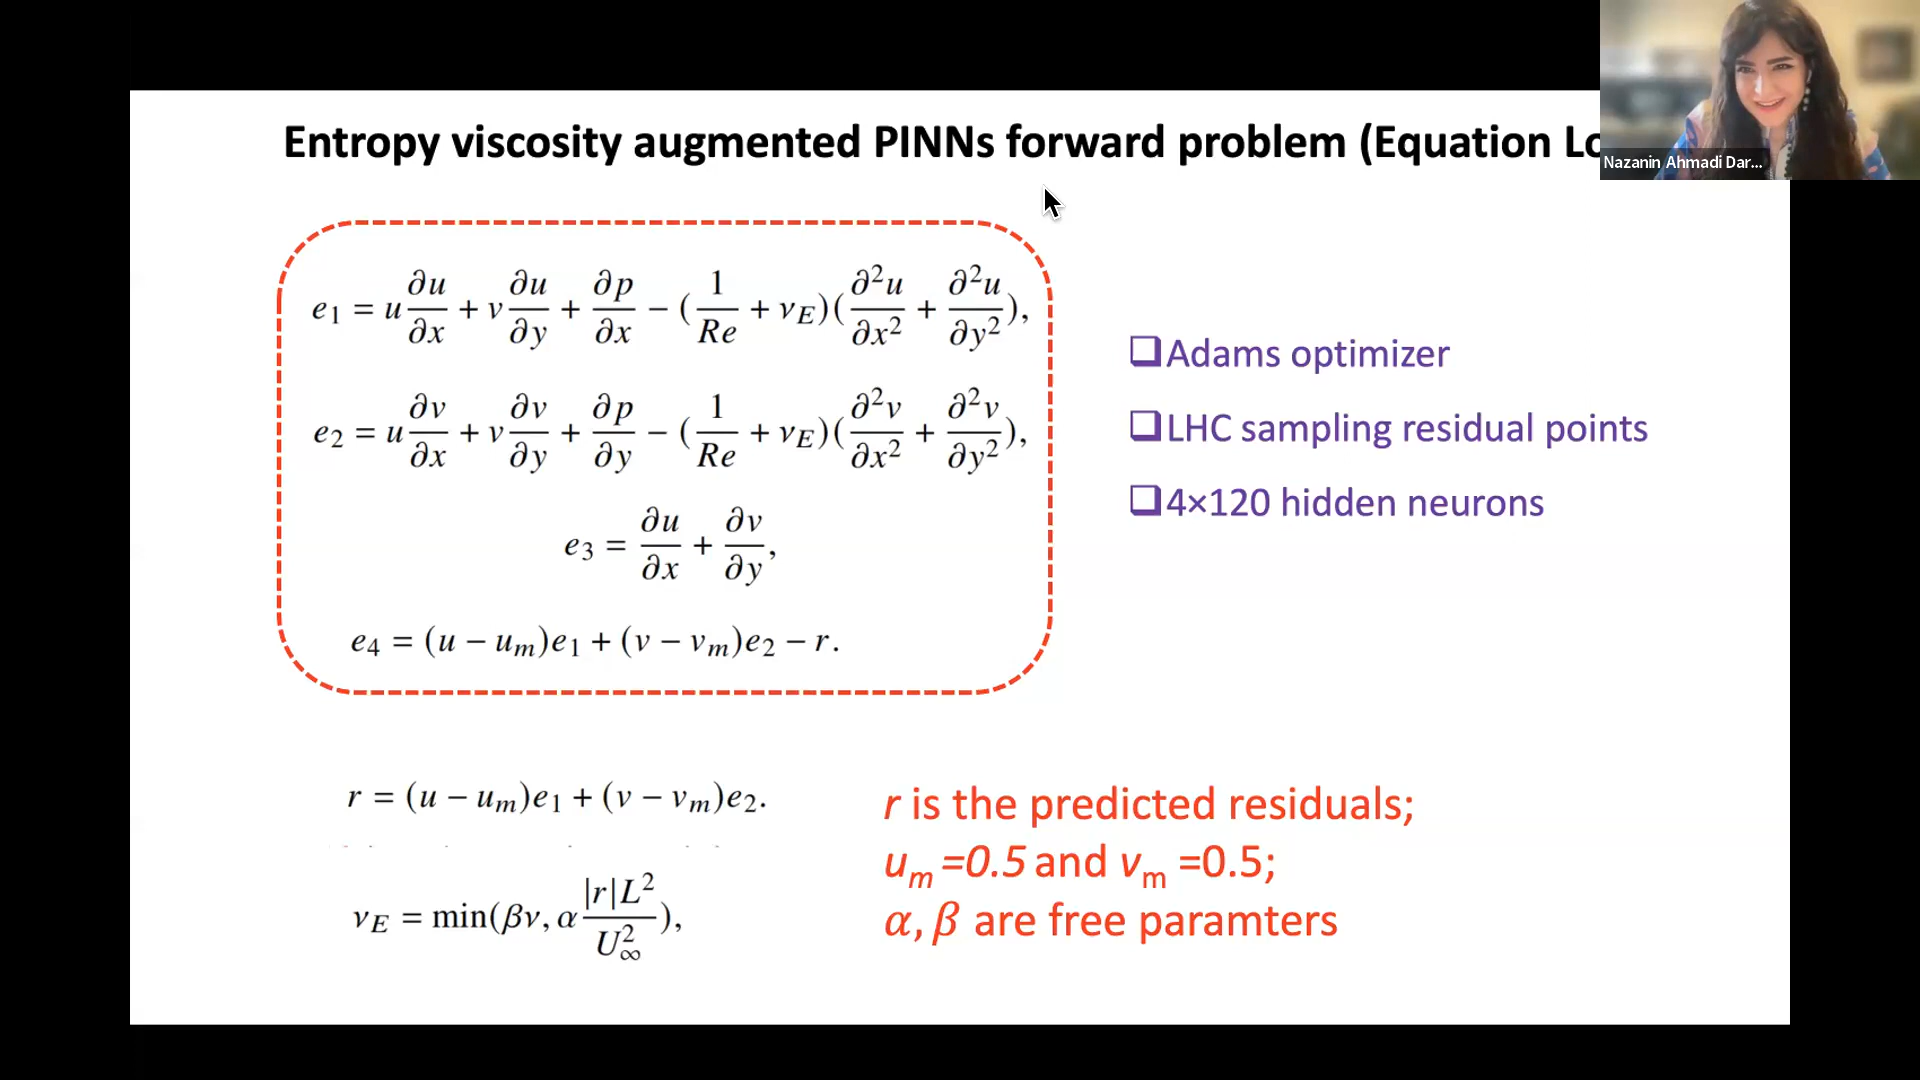 Entropy viscosity augmented PINNs forward problem (Equation Lo
Nazanin Ahmadi Dar...
e₁ = u ∂u/∂x + v ∂u/∂y + ∂p/∂x − (1/Re + ν_E)(∂²u/∂x² + ∂²u/∂y²),
e₂ = u ∂v/∂x + v ∂v/∂y + ∂p/∂y − (1/Re + ν_E)(∂²v/∂x² + ∂²v/∂y²),
e₃ = ∂u/∂x + ∂v/∂y,
e₄ = (u − u_m)e₁ + (v − v_m)e₂ − r.
❑Adams optimizer
❑LHC sampling residual points
❑4×120 hidden neurons
r = (u − u_m)e₁ + (v − v_m)e₂.
ν_E = min(βν, α |r|L²/U²_∞),
r is the predicted residuals;
u_m =0.5 and v_m =0.5;
α, β are free paramters